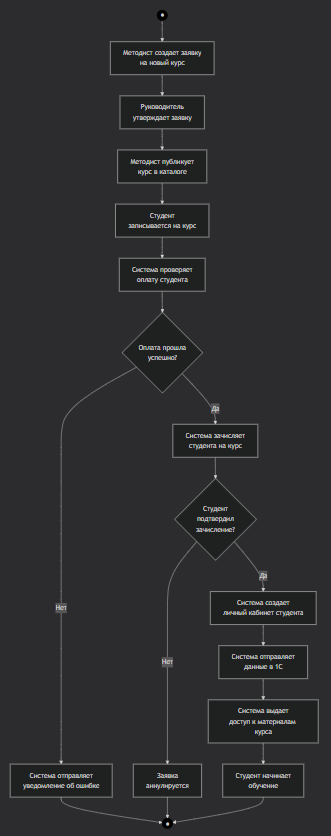 Методист создает заявку
на новый курс
Руководитель
утверждает заявку
Методист публикует
курс в каталоге
Студент
записывается на курс
Система проверяет
оплату студента
Оплата прошла
успешно?
Да
Система зачисляет
студента на курс
Студент
подтвердил
зачисление?
Да
Система создает
личный кабинет студента
Нет
Система отправляет
данные в 1С
Нет
Система выдает
доступ к материалам
курса
Система отправляет
уведомление об ошибке
Заявка
аннулируется
Студент начинает
обучение